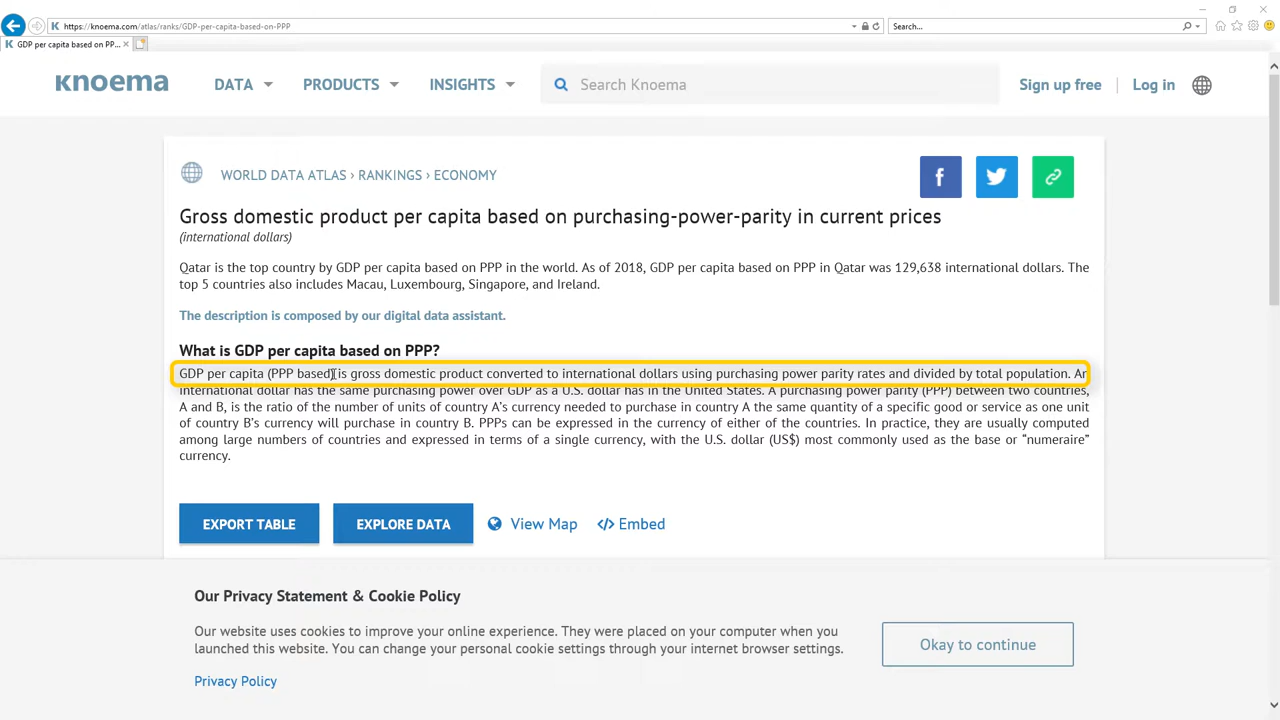 https://knoema.com/atlas/ranks/GDP-per-capita-based-on-PPP
Search...
GDP per capita based on PP...
knoema
DATA
PRODUCTS
INSIGHTS
Search Knoema
Sign up free
Log in
WORLD DATA ATLAS › RANKINGS › ECONOMY
Gross domestic product per capita based on purchasing-power-parity in current prices
(international dollars)
Qatar is the top country by GDP per capita based on PPP in the world. As of 2018, GDP per capita based on PPP in Qatar was 129,638 international dollars. The
top 5 countries also includes Macau, Luxembourg, Singapore, and Ireland.
The description is composed by our digital data assistant.
What is GDP per capita based on PPP?
GDP per capita (PPP based) is gross domestic product converted to international dollars using purchasing power parity rates and divided by total population. An
international dollar has the same purchasing power over GDP as a U.S. dollar has in the United States. A purchasing power parity (PPP) between two countries,
A and B, is the ratio of the number of units of country A’s currency needed to purchase in country A the same quantity of a specific good or service as one unit
of country B’s currency will purchase in country B. PPPs can be expressed in the currency of either of the countries. In practice, they are usually computed
among large numbers of countries and expressed in terms of a single currency, with the U.S. dollar (US$) most commonly used as the base or “numeraire”
currency.
EXPORT TABLE
EXPLORE DATA
View Map
Embed
Our Privacy Statement & Cookie Policy
Our website uses cookies to improve your online experience. They were placed on your computer when you
launched this website. You can change your personal cookie settings through your internet browser settings.
Okay to continue
Privacy Policy